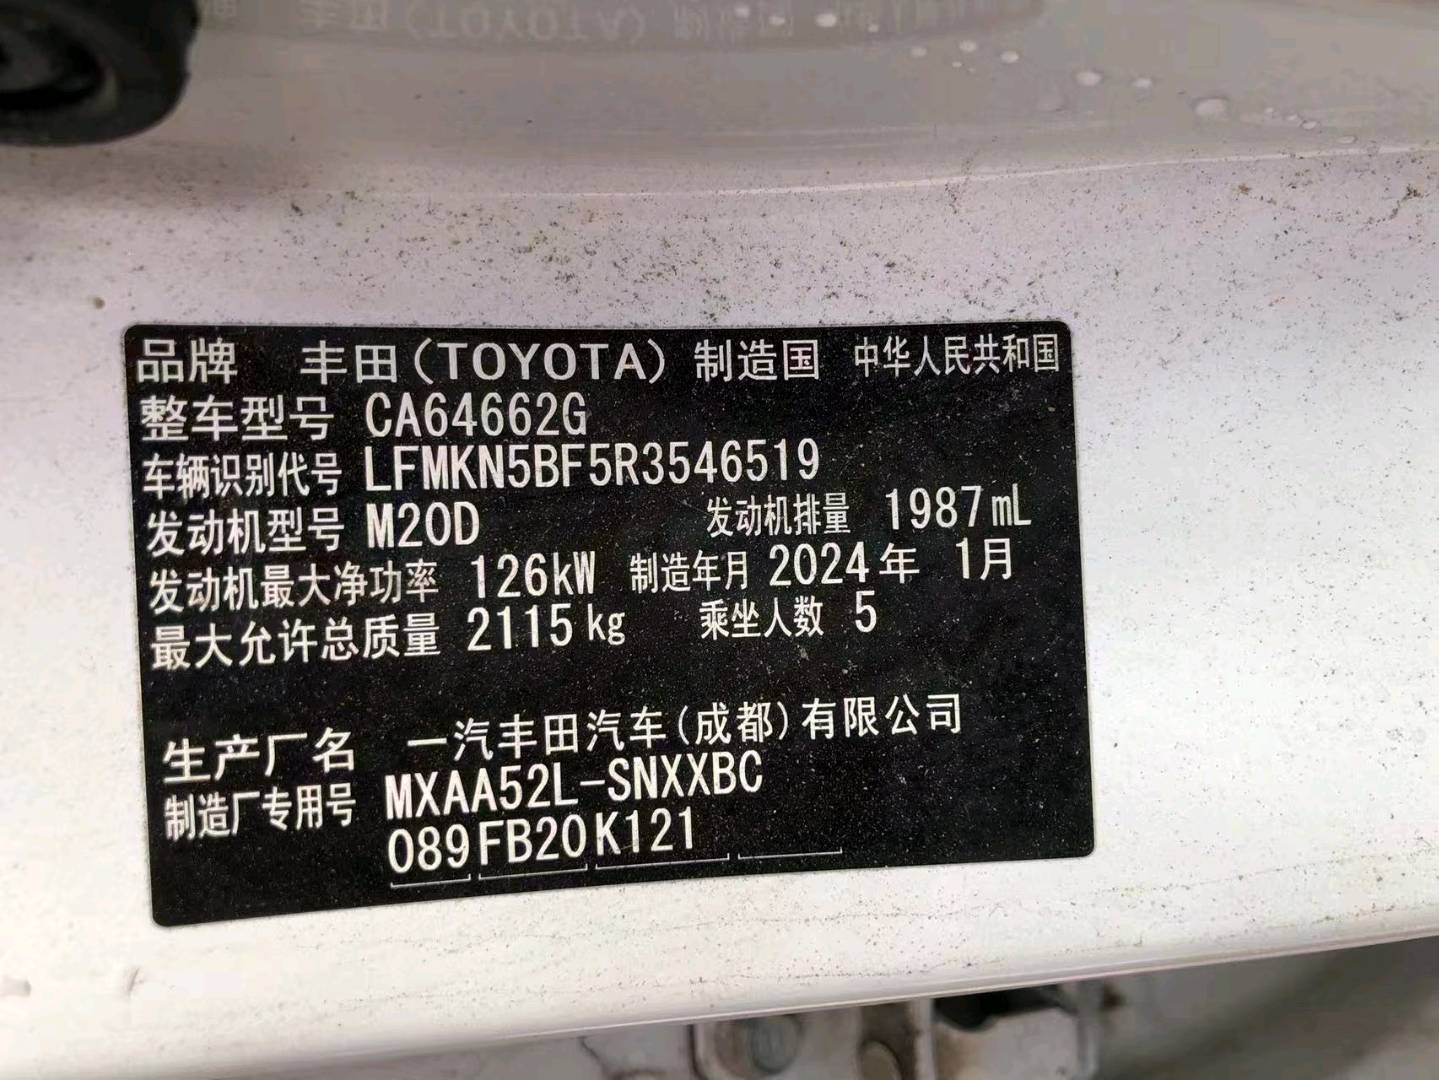 品牌 丰田(TOYOTA) 制造国 中华人民共和国
整车型号 CA64662G
车辆识别代号 LFMKN5BF5R3546519
发动机型号 M20D 发动机排量 1987mL
发动机最大净功率 126kW 制造年月 2024年 1月
最大允许总质量 2115kg 乘坐人数 5
生产厂名 一汽丰田汽车(成都)有限公司
制造厂专用号 MXAA52L-SNXXBC
089 FB20 K121